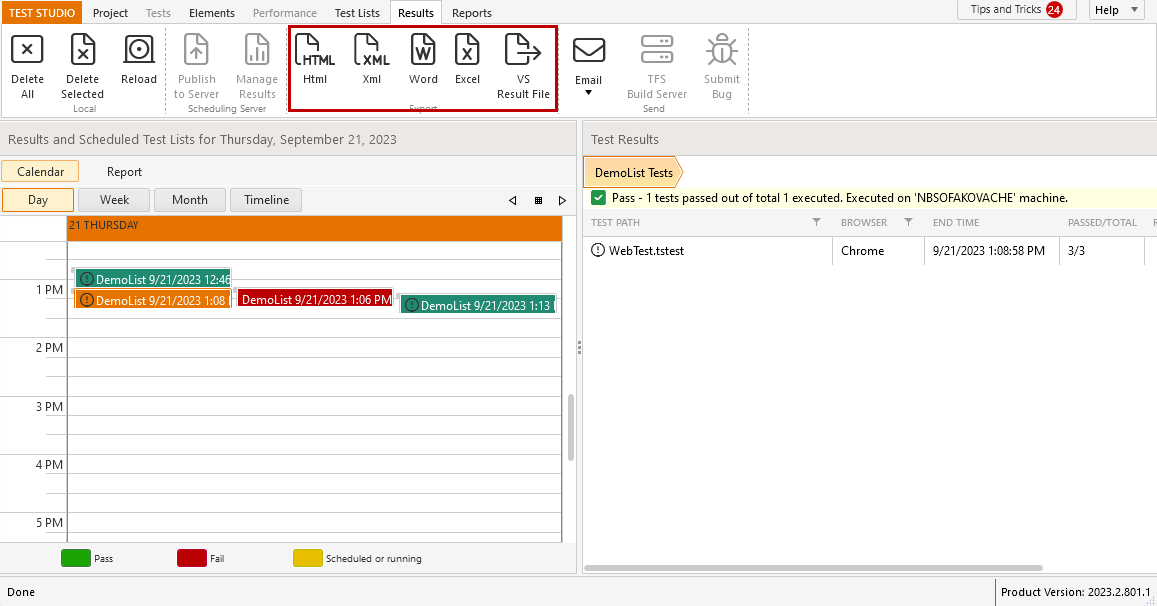 TEST STUDIO Project Tests Elements Performance Test Lists Results Reports Tips and Tricks 24 Help
HTML XML W X
Delete All Delete Selected Reload Publish to Server Manage Results Html Xml Word Excel VS Result File Email TFS Build Server Submit Bug
Local Scheduling Server Export Send
Results and Scheduled Test Lists for Thursday, September 21, 2023
Calendar Report
Day Week Month Timeline
21 THURSDAY
DemoList 9/21/2023 12:46
1 PM
DemoList 9/21/2023 1:08
DemoList 9/21/2023 1:06 PM
DemoList 9/21/2023 1:13
2 PM
3 PM
4 PM
5 PM
Pass Fail Scheduled or running
Test Results
DemoList Tests
Pass - 1 tests passed out of total 1 executed. Executed on 'NBSOFAKOVACHE' machine.
TEST PATH BROWSER END TIME PASSED/TOTAL
WebTest.tstest Chrome 9/21/2023 1:08:58 PM 3/3
Done Product Version: 2023.2.801.1